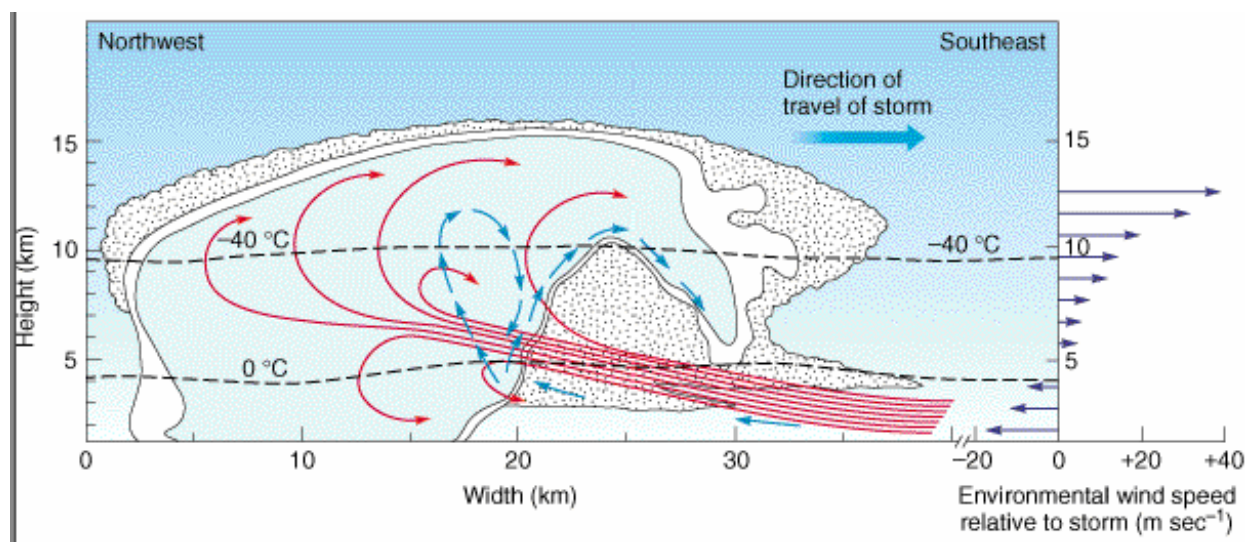 Northwest
Southeast
Direction of
travel of storm
15
10
5
Height (km)
−40 °C
0 °C
−40 °C
15
10
5
0
10
20
30
Width (km)
−20
0
+20
+40
Environmental wind speed
relative to storm (m sec⁻¹)